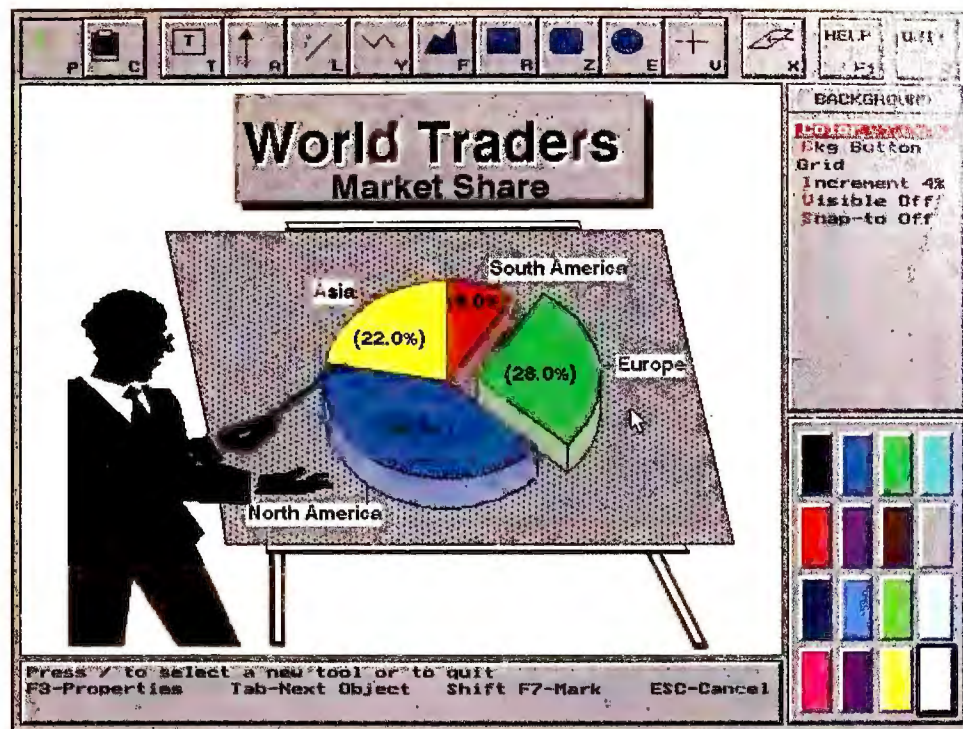 P C T A L Y F R Z E V X HELP
BACKGROUND
World Traders
Market Share
Bkg Button
Grid
Increment 4%
Visible Off
Snap-to Off
South America
Asia
(22.0%)
Europe
(28.0%)
North America
Press / to select a new tool or to quit
F3-Properties Tab-Next Object Shift F7-Mark ESC-Cancel